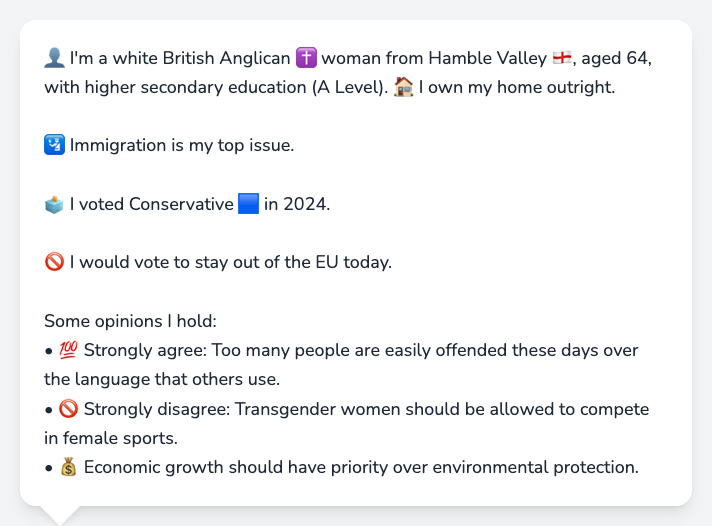 👤 I'm a white British Anglican ✝️ woman from Hamble Valley 🏴󠁧󠁢󠁥󠁮󠁧󠁿, aged 64,
with higher secondary education (A Level). 🏠 I own my home outright.
🛂 Immigration is my top issue.
🗳️ I voted Conservative 🟦 in 2024.
🚫 I would vote to stay out of the EU today.
Some opinions I hold:
• 💯 Strongly agree: Too many people are easily offended these days over
the language that others use.
• 🚫 Strongly disagree: Transgender women should be allowed to compete
in female sports.
• 💰 Economic growth should have priority over environmental protection.